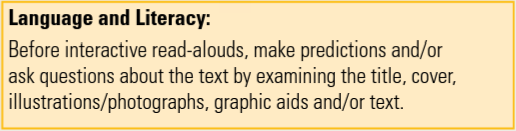 Language and Literacy:
Before interactive read-alouds, make predictions and/or
ask questions about the text by examining the title, cover,
illustrations/photographs, graphic aids and/or text.